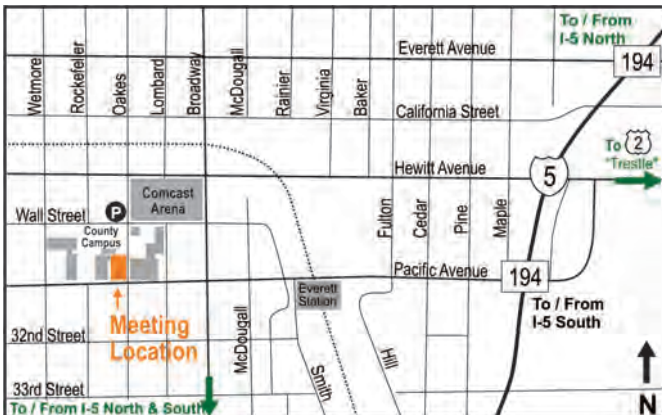 To / From
I-5 North
Everett Avenue
194
Wetmore
Rockefeller
Oakes
Lombard
Broadway
McDougall
Rainier
Virginia
Baker
California Street
To 2
"Trestle"
Hewitt Avenue
5
Comcast
Arena
P
Wall Street
County
Campus
Fulton
Cedar
Pine
Maple
Pacific Avenue
194
Everett
Station
To / From
I-5 South
Meeting
Location
32nd Street
McDougall
Smith
Hill
33rd Street
To / From I-5 North & South
N